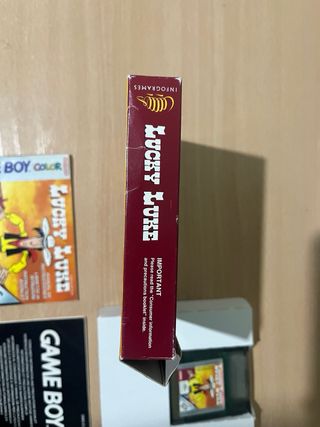 INFOGRAMES
LUCKY LUKE
IMPORTANT
Please read the "Consumer information
and precautions booklet" inside.
BOY COLOR
LUCKY LUKE
GAME BOY